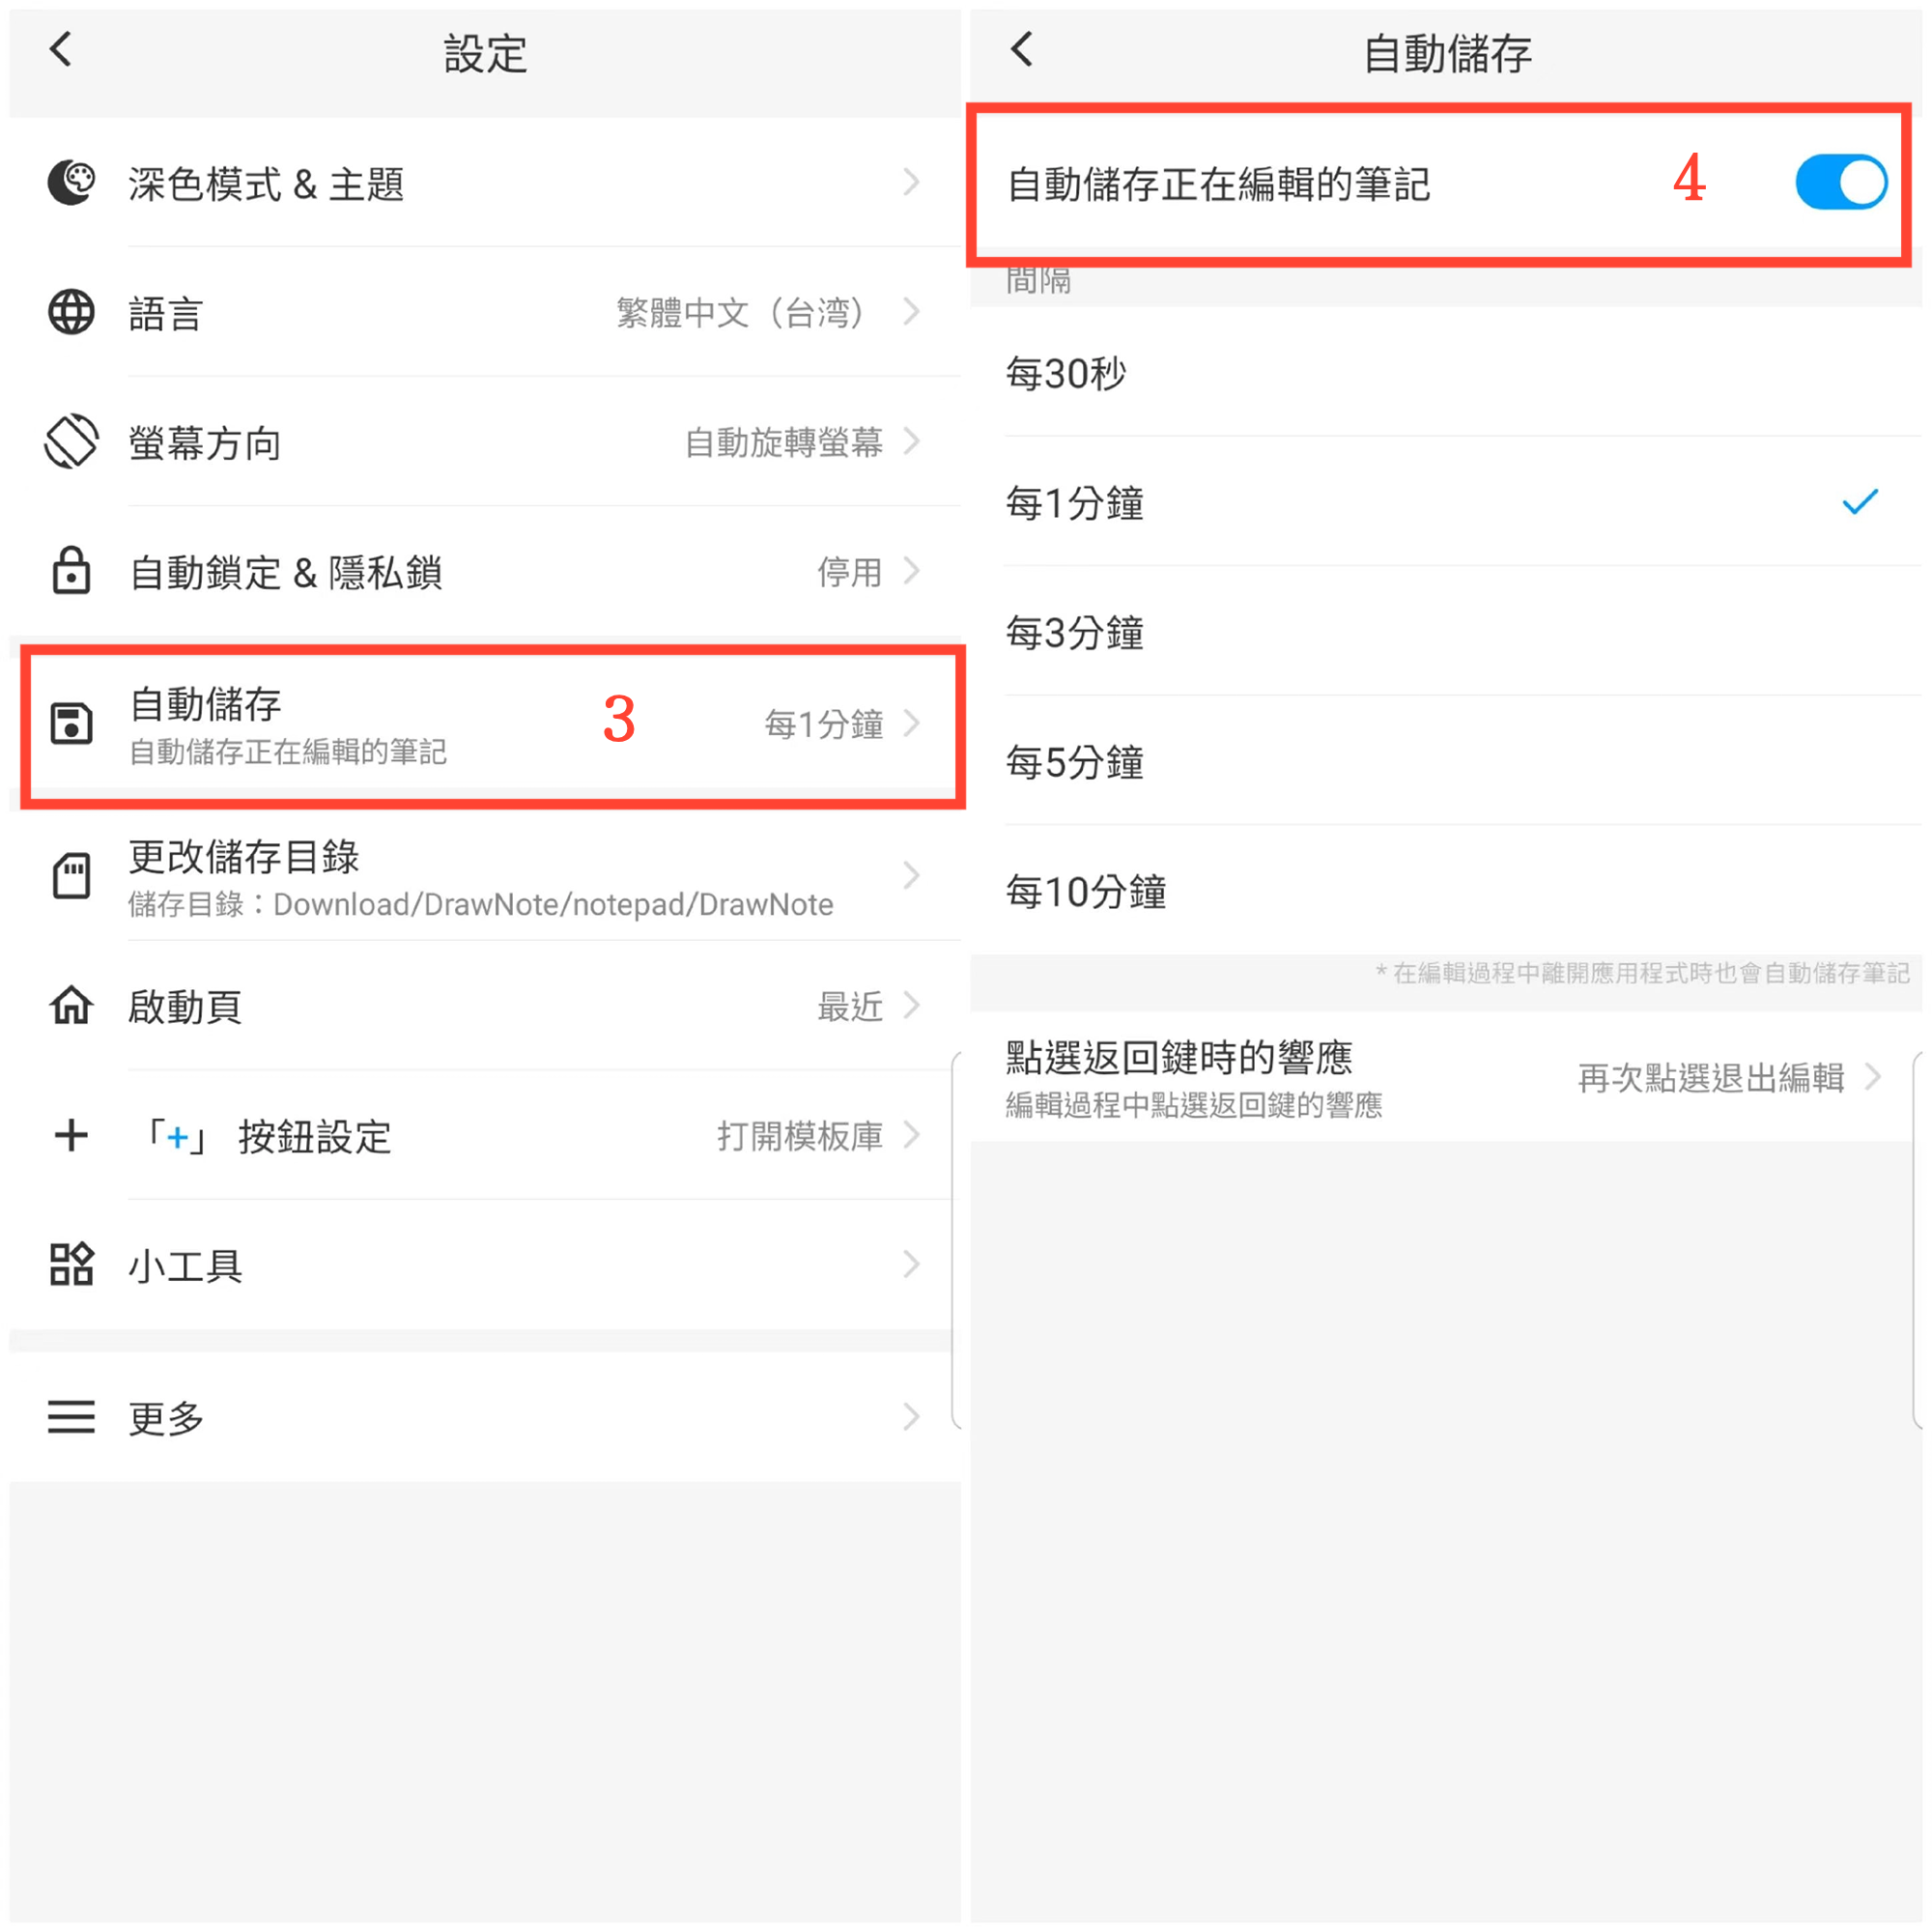 設定
深色模式 & 主題
語言 繁體中文（台湾）
螢幕方向 自動旋轉螢幕
自動鎖定 & 隱私鎖 停用
自動儲存 3 每1分鐘
自動儲存正在編輯的筆記
更改儲存目錄
儲存目錄：Download/DrawNote/notepad/DrawNote
啟動頁 最近
「+」 按鈕設定 打開模板庫
小工具
更多
自動儲存
自動儲存正在編輯的筆記 4
間隔
每30秒
每1分鐘
每3分鐘
每5分鐘
每10分鐘
* 在編輯過程中離開應用程式時也會自動儲存筆記
點選返回鍵時的響應 再次點選退出編輯
編輯過程中點選返回鍵的響應